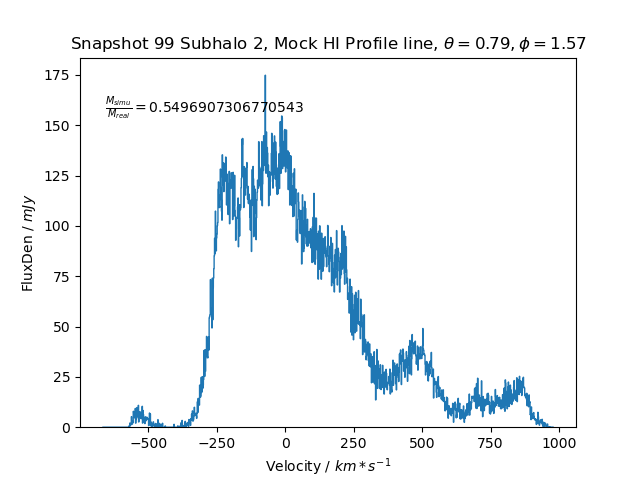 Snapshot 99 Subhalo 2, Mock HI Profile line, θ = 0.79, ϕ = 1.57
M_simu/M_real = 0.5496907306770543
175
150
125
100
75
50
25
0
FluxDen / mJy
−500 −250 0 250 500 750 1000
Velocity / km * s^−1